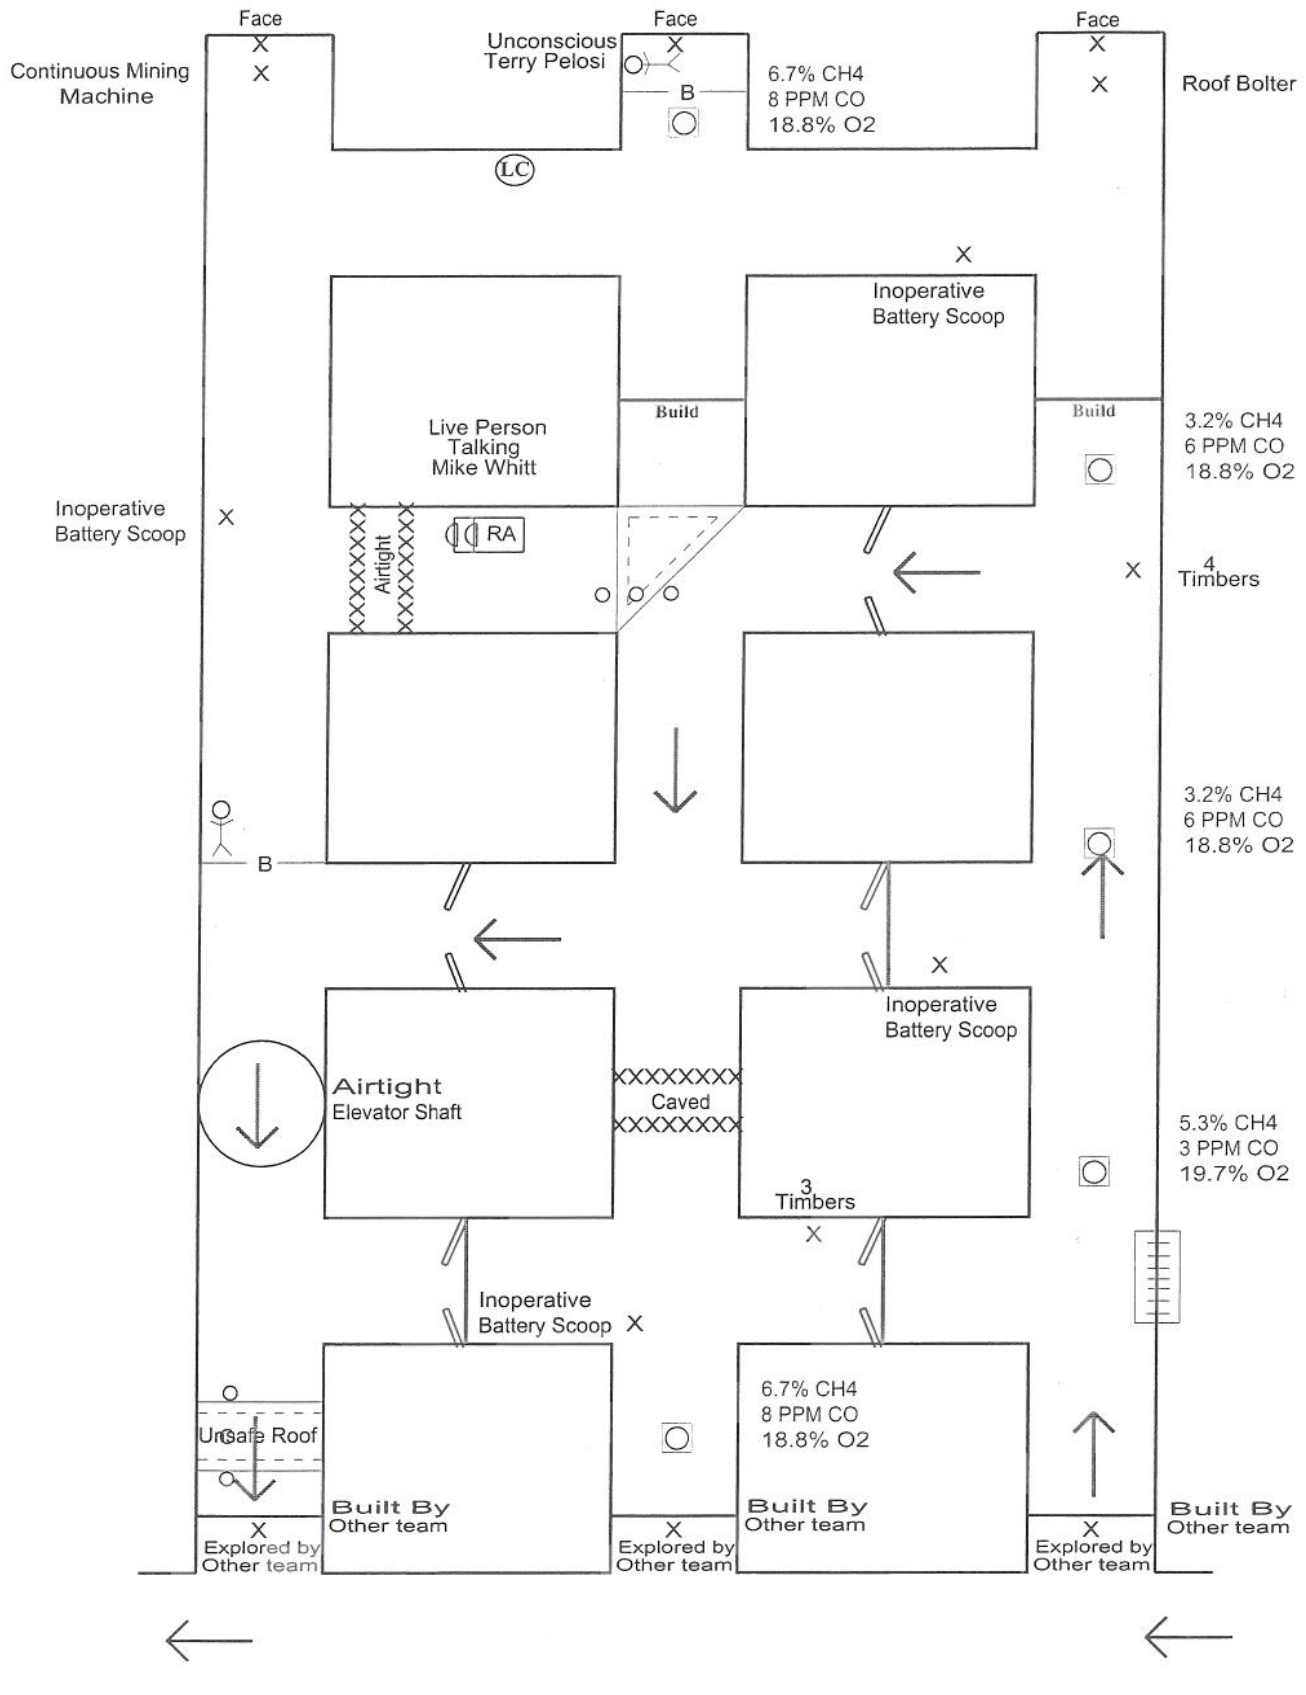 Face
Face
Face
X
X
X
Continuous Mining
Machine
X
Unconscious
Terry Pelosi
B
6.7% CH4
8 PPM CO
18.8% O2
X
Roof Bolter
LC
X
Inoperative
Battery Scoop
Build
Build
3.2% CH4
6 PPM CO
18.8% O2
Live Person
Talking
Mike Whitt
Inoperative
Battery Scoop
X
Airtight
RA
X
4
Timbers
3.2% CH4
6 PPM CO
18.8% O2
B
X
Inoperative
Battery Scoop
Airtight
Elevator Shaft
XXXXXXX
Caved
XXXXXXX
5.3% CH4
3 PPM CO
19.7% O2
3
Timbers
X
Inoperative
Battery Scoop
X
6.7% CH4
8 PPM CO
18.8% O2
Unsafe Roof
Built By
Other team
Built By
Other team
Built By
Other team
X
Explored by
Other team
X
Explored by
Other team
X
Explored by
Other team